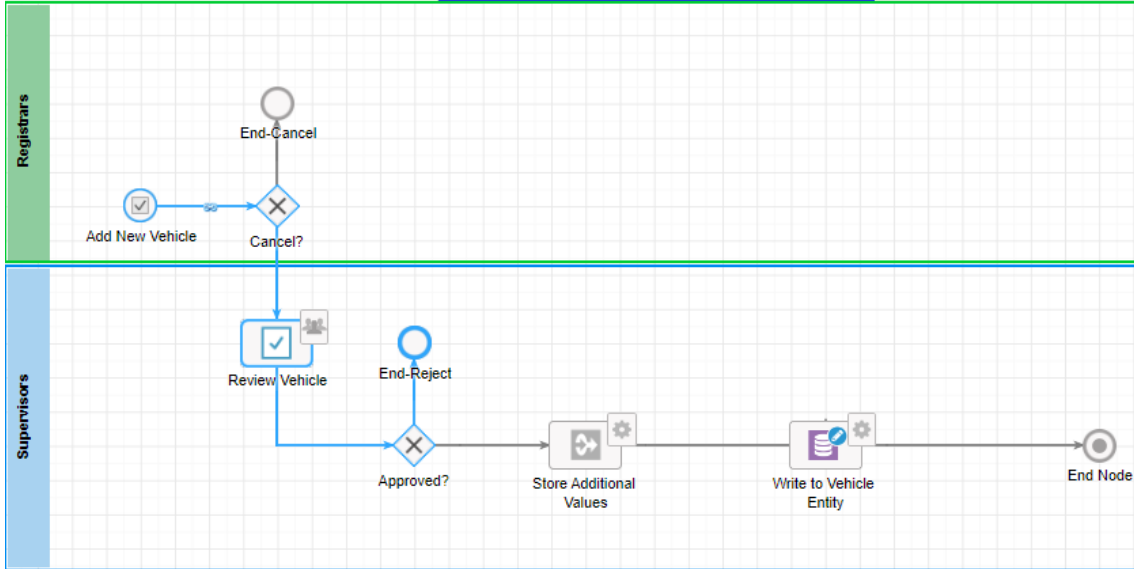 Registrars
End-Cancel
Add New Vehicle
Cancel?
Supervisors
Review Vehicle
End-Reject
Approved?
Store Additional
Values
Write to Vehicle
Entity
End Node